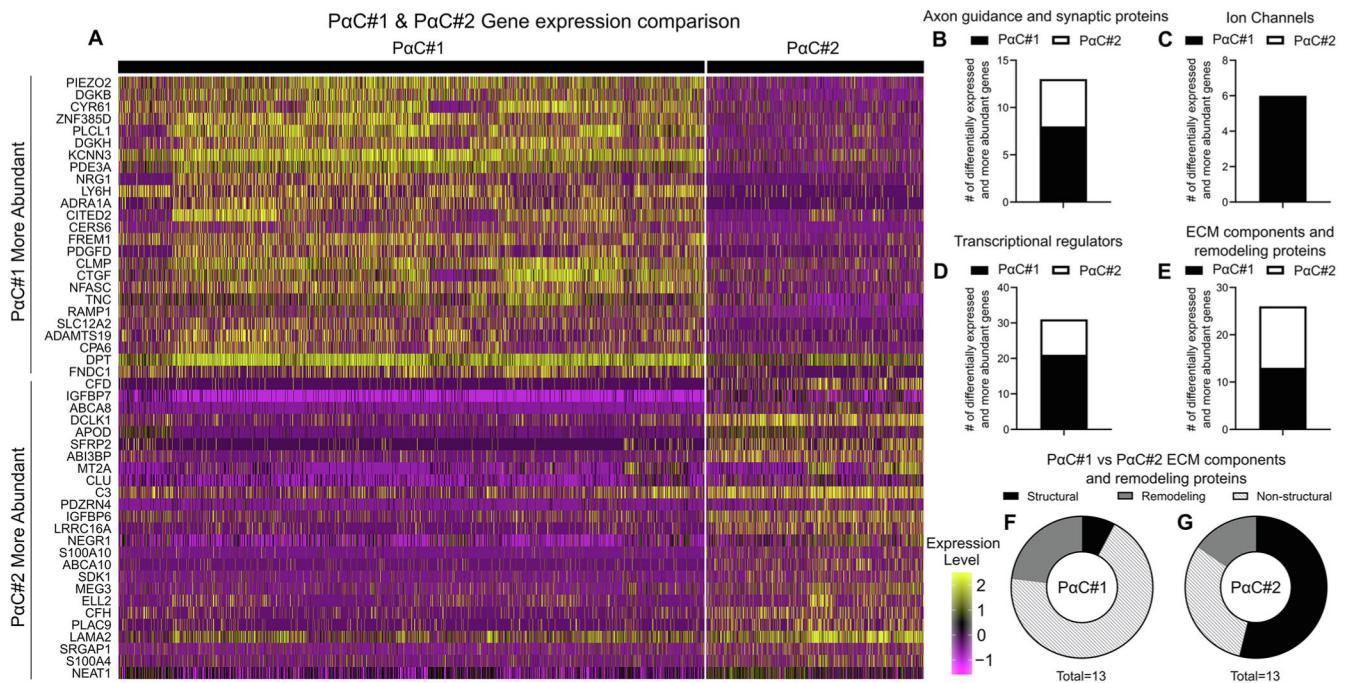 PαC#1 & PαC#2 Gene expression comparison
A
PαC#1
PαC#2
PαC#1 More Abundant
PIEZO2
DGKB
CYR61
ZNF385D
PLCL1
DGKH
KCNN3
PDE3A
NRG1
LY6H
ADRA1A
CITED2
CERS6
FREM1
PDGFD
CLMP
CTGF
NFASC
TNC
RAMP1
SLC12A2
ADAMTS19
CPA6
DPT
FNDC1
PαC#2 More Abundant
CFD
IGFBP7
ABCA8
DCLK1
APOD
SFRP2
ABI3BP
MT2A
CLU
C3
PDZRN4
IGFBP6
LRRC16A
NEGR1
S100A10
ABCA10
SDK1
MEG3
ELL2
CFH
PLAC9
LAMA2
SRGAP1
S100A4
NEAT1
Expression
Level
2
1
0
−1
Axon guidance and synaptic proteins
B
PαC#1
PαC#2
# of differentially expressed
and more abundant genes
15
10
5
0
Ion Channels
C
PαC#1
PαC#2
# of differentially expressed
and more abundant genes
8
6
4
2
0
Transcriptional regulators
D
PαC#1
PαC#2
# of differentially expressed
and more abundant genes
40
30
20
10
0
ECM components and
remodeling proteins
E
PαC#1
PαC#2
# of differentially expressed
and more abundant genes
30
20
10
0
PαC#1 vs PαC#2 ECM components
and remodeling proteins
Structural
Remodeling
Non-structural
F
PαC#1
Total=13
G
PαC#2
Total=13